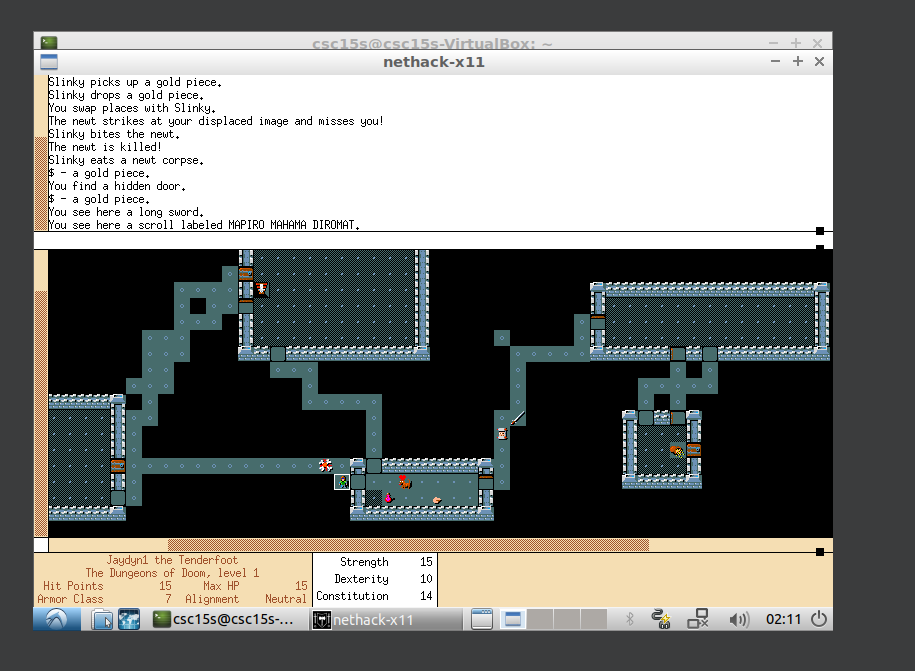 csc15s@csc15s-VirtualBox: ~
nethack-x11
Slinky picks up a gold piece.
Slinky drops a gold piece.
You swap places with Slinky.
The newt strikes at your displaced image and misses you!
Slinky bites the newt.
The newt is killed!
Slinky eats a newt corpse.
$ - a gold piece.
You find a hidden door.
$ - a gold piece.
You see here a long sword.
You see here a scroll labeled MAPIRO MAHAMA DIROMAT.
Jaydyn1 the Tenderfoot
The Dungeons of Doom, level 1
Hit Points 15 Max HP 15
Armor Class 7 Alignment Neutral
Strength 15
Dexterity 10
Constitution 14
csc15s@csc15s-... nethack-x11 02:11